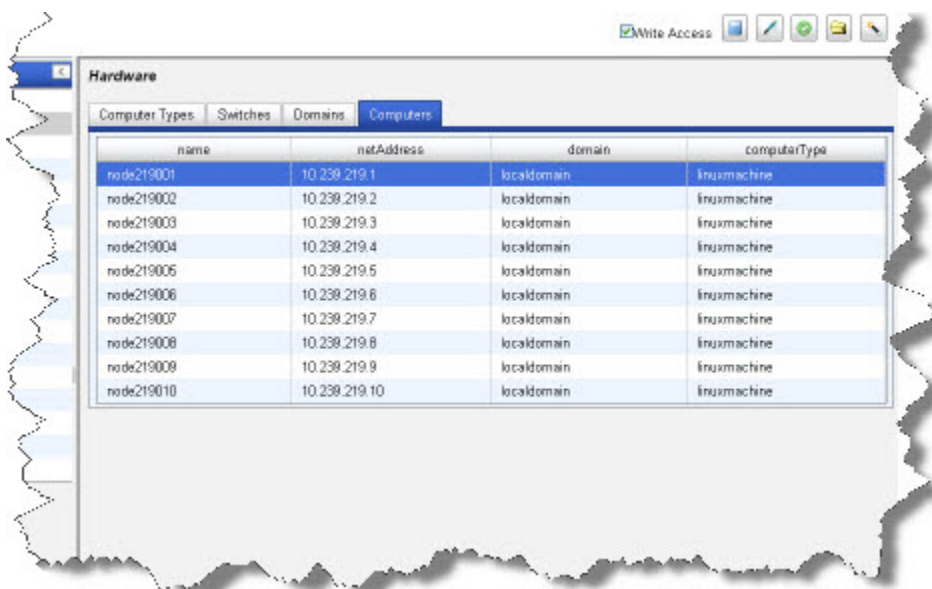 Write Access
Hardware
Computer Types Switches Domains Computers
name netAddress domain computerType
node219001 10.239.219.1 localdomain linuxmachine
node219002 10.239.219.2 localdomain linuxmachine
node219003 10.239.219.3 localdomain linuxmachine
node219004 10.239.219.4 localdomain linuxmachine
node219005 10.239.219.5 localdomain linuxmachine
node219006 10.239.219.6 localdomain linuxmachine
node219007 10.239.219.7 localdomain linuxmachine
node219008 10.239.219.8 localdomain linuxmachine
node219009 10.239.219.9 localdomain linuxmachine
node219010 10.239.219.10 localdomain linuxmachine